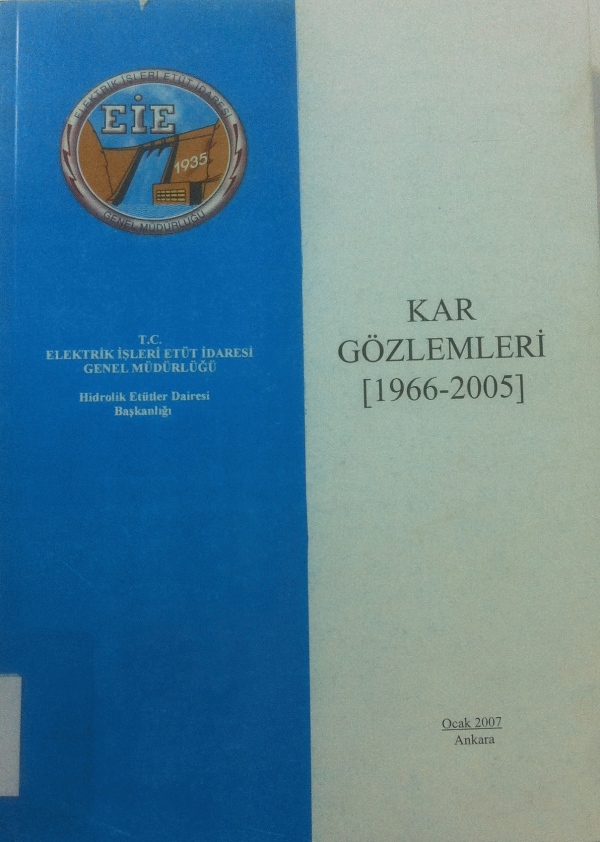 ELEKTRİK İŞLERİ ETÜT İDARESİ
EİE
1935
GENEL MÜDÜRLÜĞÜ
T.C.
ELEKTRİK İŞLERİ ETÜT İDARESİ
GENEL MÜDÜRLÜĞÜ
Hidrolik Etütler Dairesi
Başkanlığı
KAR
GÖZLEMLERİ
[1966-2005]
Ocak 2007
Ankara